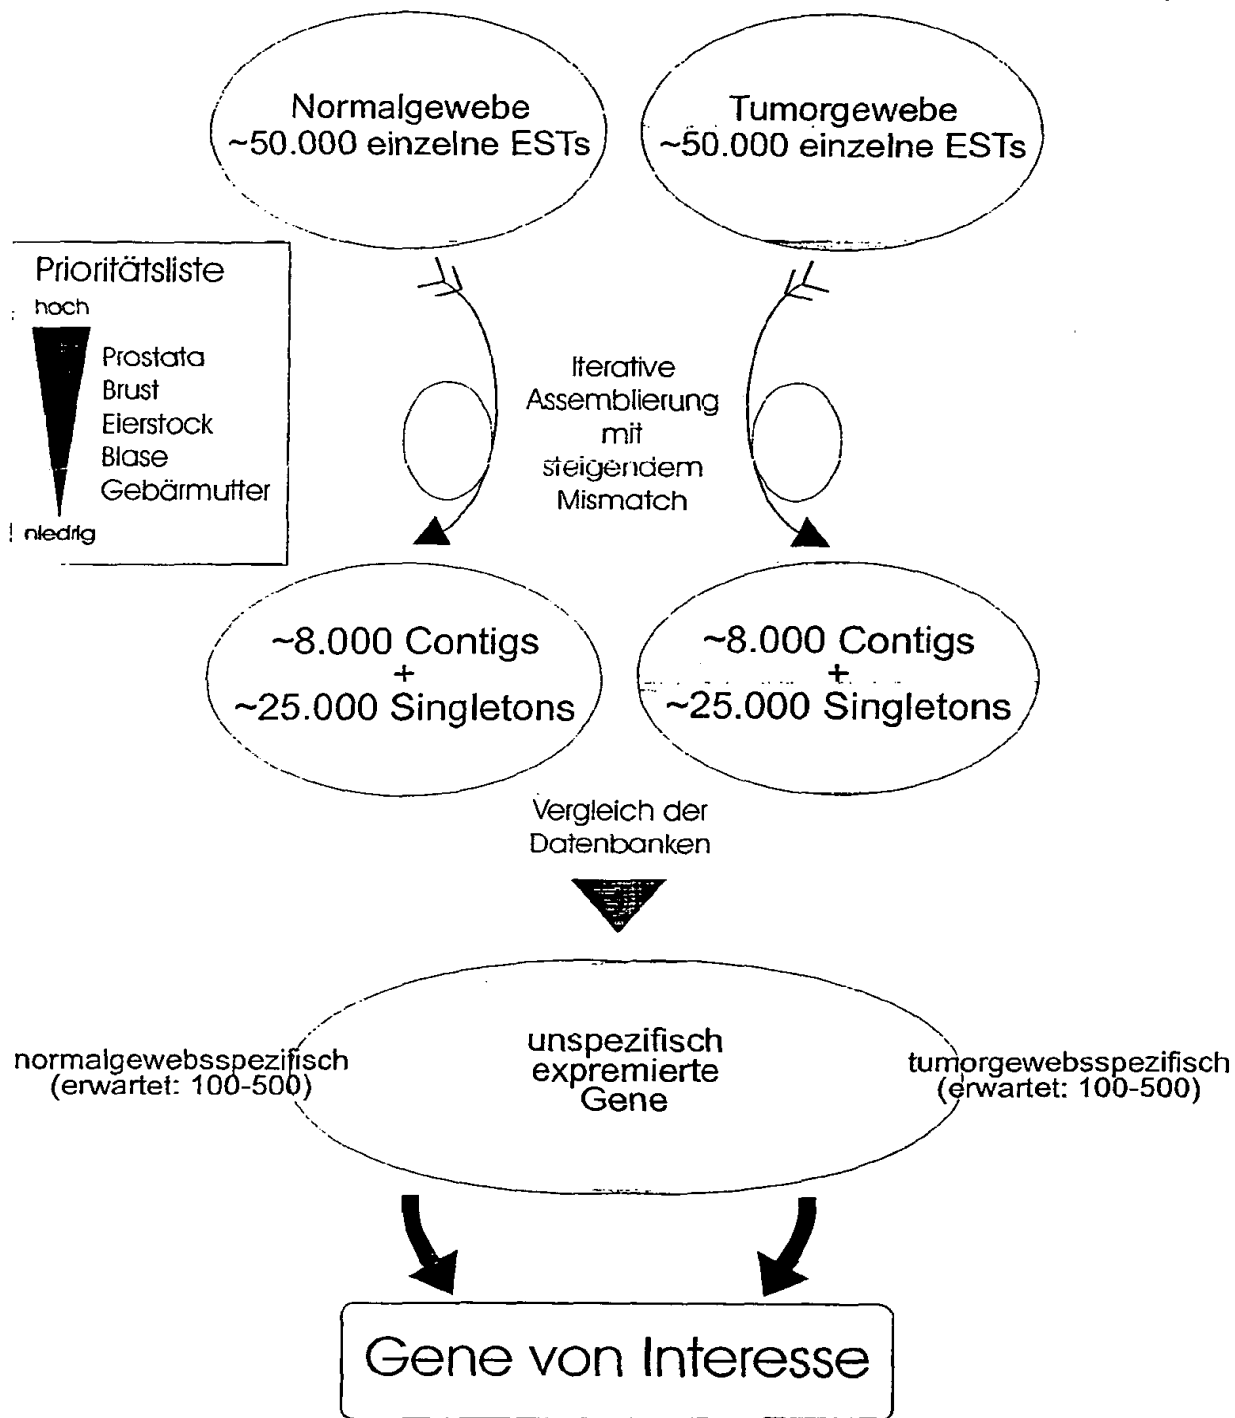 Normalgewebe
~50.000 einzelne ESTs
Tumorgewebe
~50.000 einzelne ESTs
Prioritätsliste
hoch
Prostata
Brust
Eierstock
Blase
Gebärmutter
niedrig
Iterative
Assemblierung
mit
steigendem
Mismatch
~8.000 Contigs
+
~25.000 Singletons
~8.000 Contigs
+
~25.000 Singletons
Vergleich der
Datenbanken
normalgewebsspezifisch
(erwartet: 100-500)
unspezifisch
expremierte
Gene
tumorgewebsspezifisch
(erwartet: 100-500)
Gene von Interesse